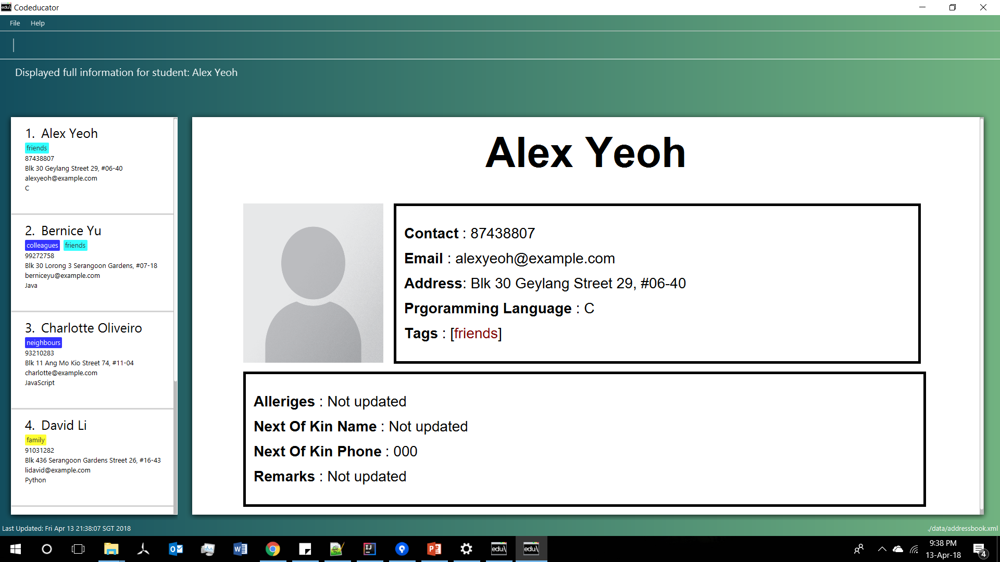 edu\ Codeducator
File Help
Displayed full information for student: Alex Yeoh
1. Alex Yeoh
friends
87438807
Blk 30 Geylang Street 29, #06-40
alexyeoh@example.com
C
2. Bernice Yu
colleagues friends
99272758
Blk 30 Lorong 3 Serangoon Gardens, #07-18
berniceyu@example.com
Java
3. Charlotte Oliveiro
neighbours
93210283
Blk 11 Ang Mo Kio Street 74, #11-04
charlotte@example.com
JavaScript
4. David Li
family
91031282
Blk 436 Serangoon Gardens Street 26, #16-43
lidavid@example.com
Python
Alex Yeoh
Contact : 87438807
Email : alexyeoh@example.com
Address: Blk 30 Geylang Street 29, #06-40
Prgoramming Language : C
Tags : [friends]
Alleriges : Not updated
Next Of Kin Name : Not updated
Next Of Kin Phone : 000
Remarks : Not updated
Last Updated: Fri Apr 13 21:38:07 SGT 2018
./data/addressbook.xml
edu\ edu\
9:38 PM
13-Apr-18
4